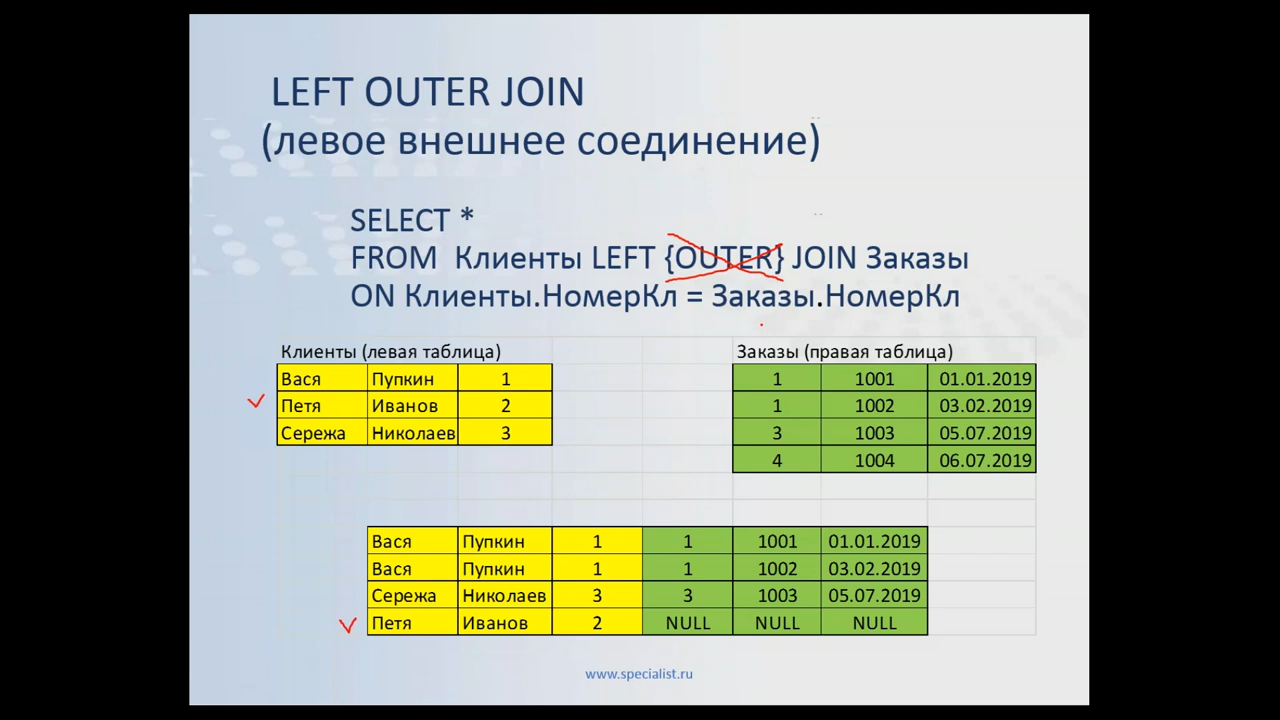 LEFT OUTER JOIN
(левое внешнее соединение)
SELECT *
FROM Клиенты LEFT {OUTER} JOIN Заказы
ON Клиенты.НомерКл = Заказы.НомерКл
Клиенты (левая таблица) Заказы (правая таблица)
Вася Пупкин 1 1 1001 01.01.2019
Петя Иванов 2 1 1002 03.02.2019
Сережа Николаев 3 3 1003 05.07.2019
4 1004 06.07.2019
Вася Пупкин 1 1 1001 01.01.2019
Вася Пупкин 1 1 1002 03.02.2019
Сережа Николаев 3 3 1003 05.07.2019
Петя Иванов 2 NULL NULL NULL
www.specialist.ru